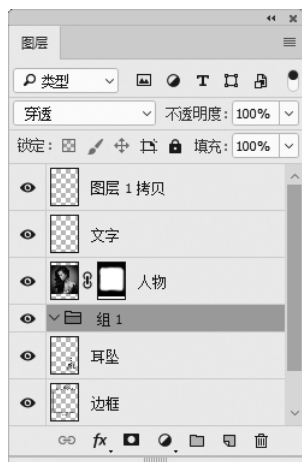 图层
类型
T
穿透 不透明度: 100%
锁定: 填充: 100%
图层 1 拷贝
文字
人物
组 1
耳坠
边框
fx